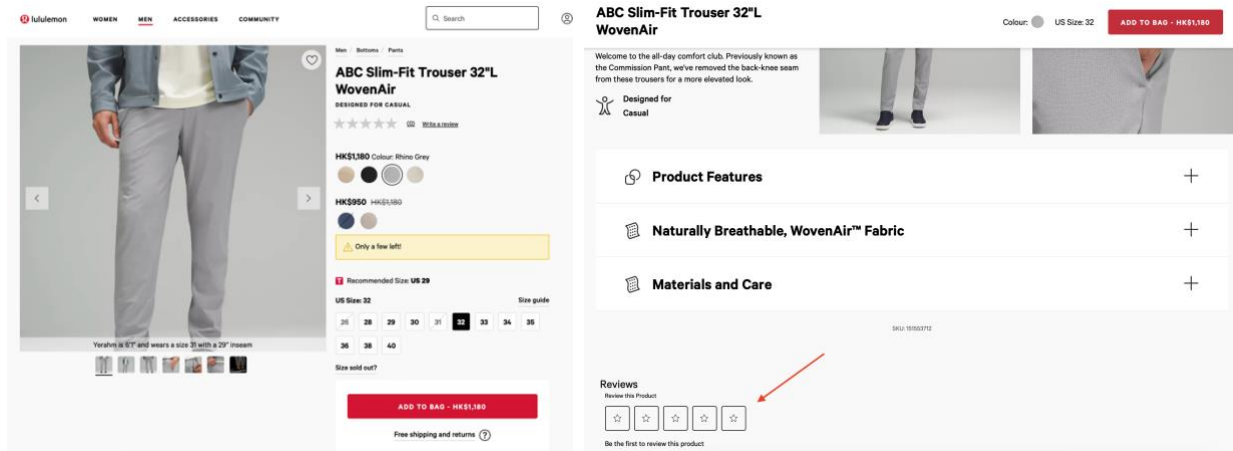 lululemon
WOMEN MEN ACCESSORIES COMMUNITY
Search
Men / Bottoms / Pants
ABC Slim-Fit Trouser 32"L
WovenAir
DESIGNED FOR CASUAL
(0) Write a review
HK$1,180 Colour: Rhino Grey
HK$950 HK$1,180
Only a few left!
Recommended Size: US 29
US Size: 32 Size guide
26 28 29 30 31 32 33 34 35
36 38 40
Size sold out?
ADD TO BAG - HK$1,180
Free shipping and returns ?
Yerahm is 6'1" and wears a size 31 with a 29" inseam
ABC Slim-Fit Trouser 32"L
WovenAir
Colour: US Size: 32 ADD TO BAG - HK$1,180
Welcome to the all-day comfort club. Previously known as
the Commission Pant, we've removed the back-knee seam
from these trousers for a more elevated look.
Designed for
Casual
Product Features
Naturally Breathable, WovenAir™ Fabric
Materials and Care
Reviews
Review this Product
Be the first to review this product